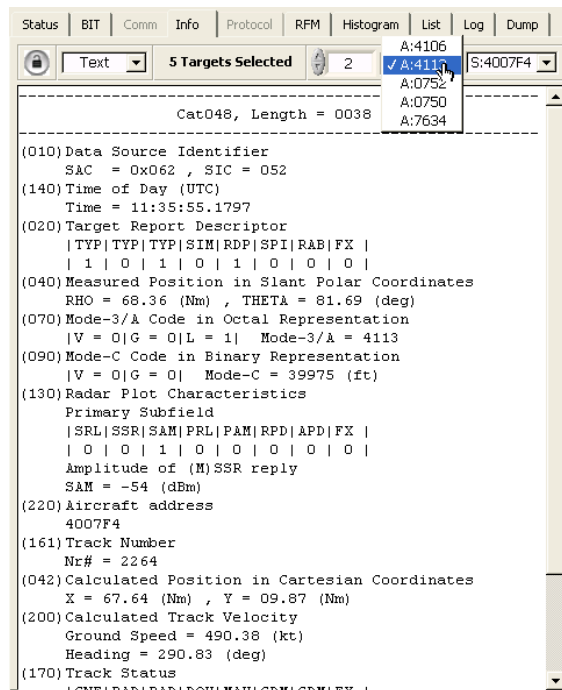 Status BIT Comm Info Protocol RFM Histogram List Log Dump
Text 5 Targets Selected 2 S:4007F4
A:4106
✓ A:4113
A:0752
A:0750
A:7634
Cat048, Length = 0038
(010)Data Source Identifier
SAC = 0x062 , SIC = 052
(140)Time of Day (UTC)
Time = 11:35:55.1797
(020)Target Report Descriptor
|TYP|TYP|TYP|SIM|RDP|SPI|RAB|FX |
| 1 | 0 | 1 | 0 | 1 | 0 | 0 | 0 |
(040)Measured Position in Slant Polar Coordinates
RHO = 68.36 (Nm) , THETA = 81.69 (deg)
(070)Mode-3/A Code in Octal Representation
|V = 0|G = 0|L = 1| Mode-3/A = 4113
(090)Mode-C Code in Binary Representation
|V = 0|G = 0| Mode-C = 39975 (ft)
(130)Radar Plot Characteristics
Primary Subfield
|SRL|SSR|SAM|PRL|PAM|RPD|APD|FX |
| 0 | 0 | 1 | 0 | 0 | 0 | 0 | 0 |
Amplitude of (M)SSR reply
SAM = -54 (dBm)
(220)Aircraft address
4007F4
(161)Track Number
Nr# = 2264
(042)Calculated Position in Cartesian Coordinates
X = 67.64 (Nm) , Y = 09.87 (Nm)
(200)Calculated Track Velocity
Ground Speed = 490.38 (kt)
Heading = 290.83 (deg)
(170)Track Status